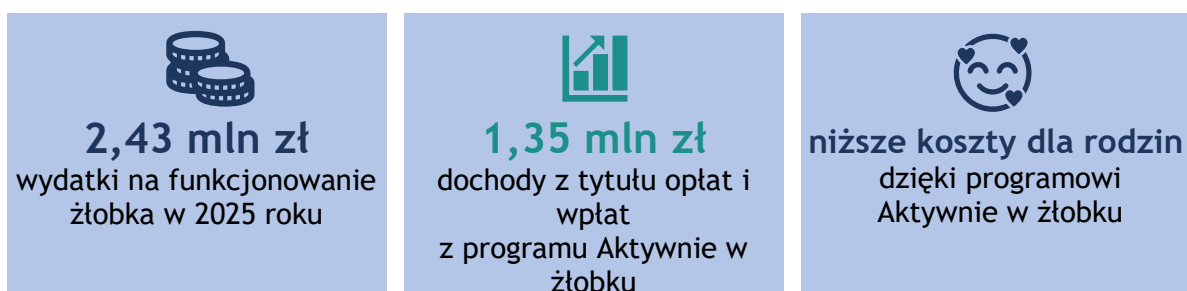 2,43 mln zł
wydatki na funkcjonowanie
żłobka w 2025 roku
1,35 mln zł
dochody z tytułu opłat i
wpłat
z programu Aktywnie w
żłobku
niższe koszty dla rodzin
dzięki programowi
Aktywnie w żłobku